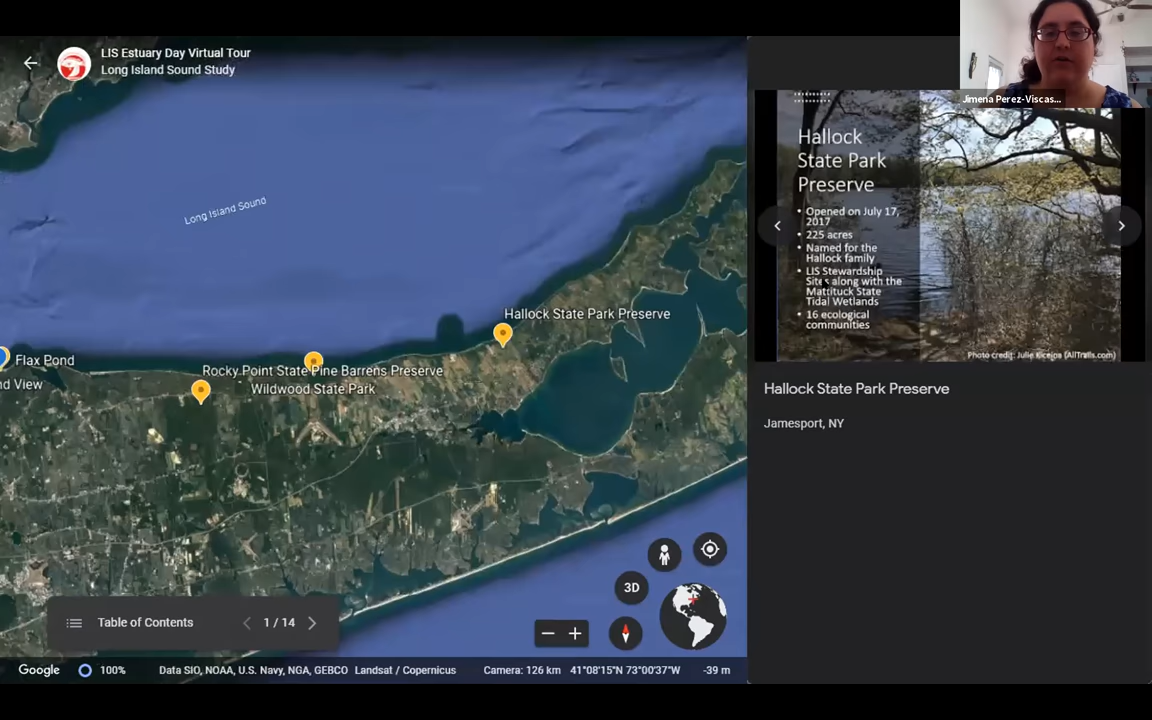 LIS Estuary Day Virtual Tour
Long Island Sound Study
Long Island Sound
Hallock State Park Preserve
Flax Pond
nd View
Rocky Point State Pine Barrens Preserve
Wildwood State Park
Table of Contents
1 / 14
3D
Google
100%
Data SIO, NOAA, U.S. Navy, NGA, GEBCO Landsat / Copernicus
Camera: 126 km
41°08'15"N 73°00'37"W
-39 m
Jimena Perez-Viscas...
Hallock
State Park
Preserve
• Opened on July 17,
2017
• 225 acres
• Named for the
Hallock family
• LIS Stewardship
Sites along with the
Mattituck State
Tidal Wetlands
• 16 ecological
communities
Photo credit: Julie Kicejna (AllTrails.com)
Hallock State Park Preserve
Jamesport, NY